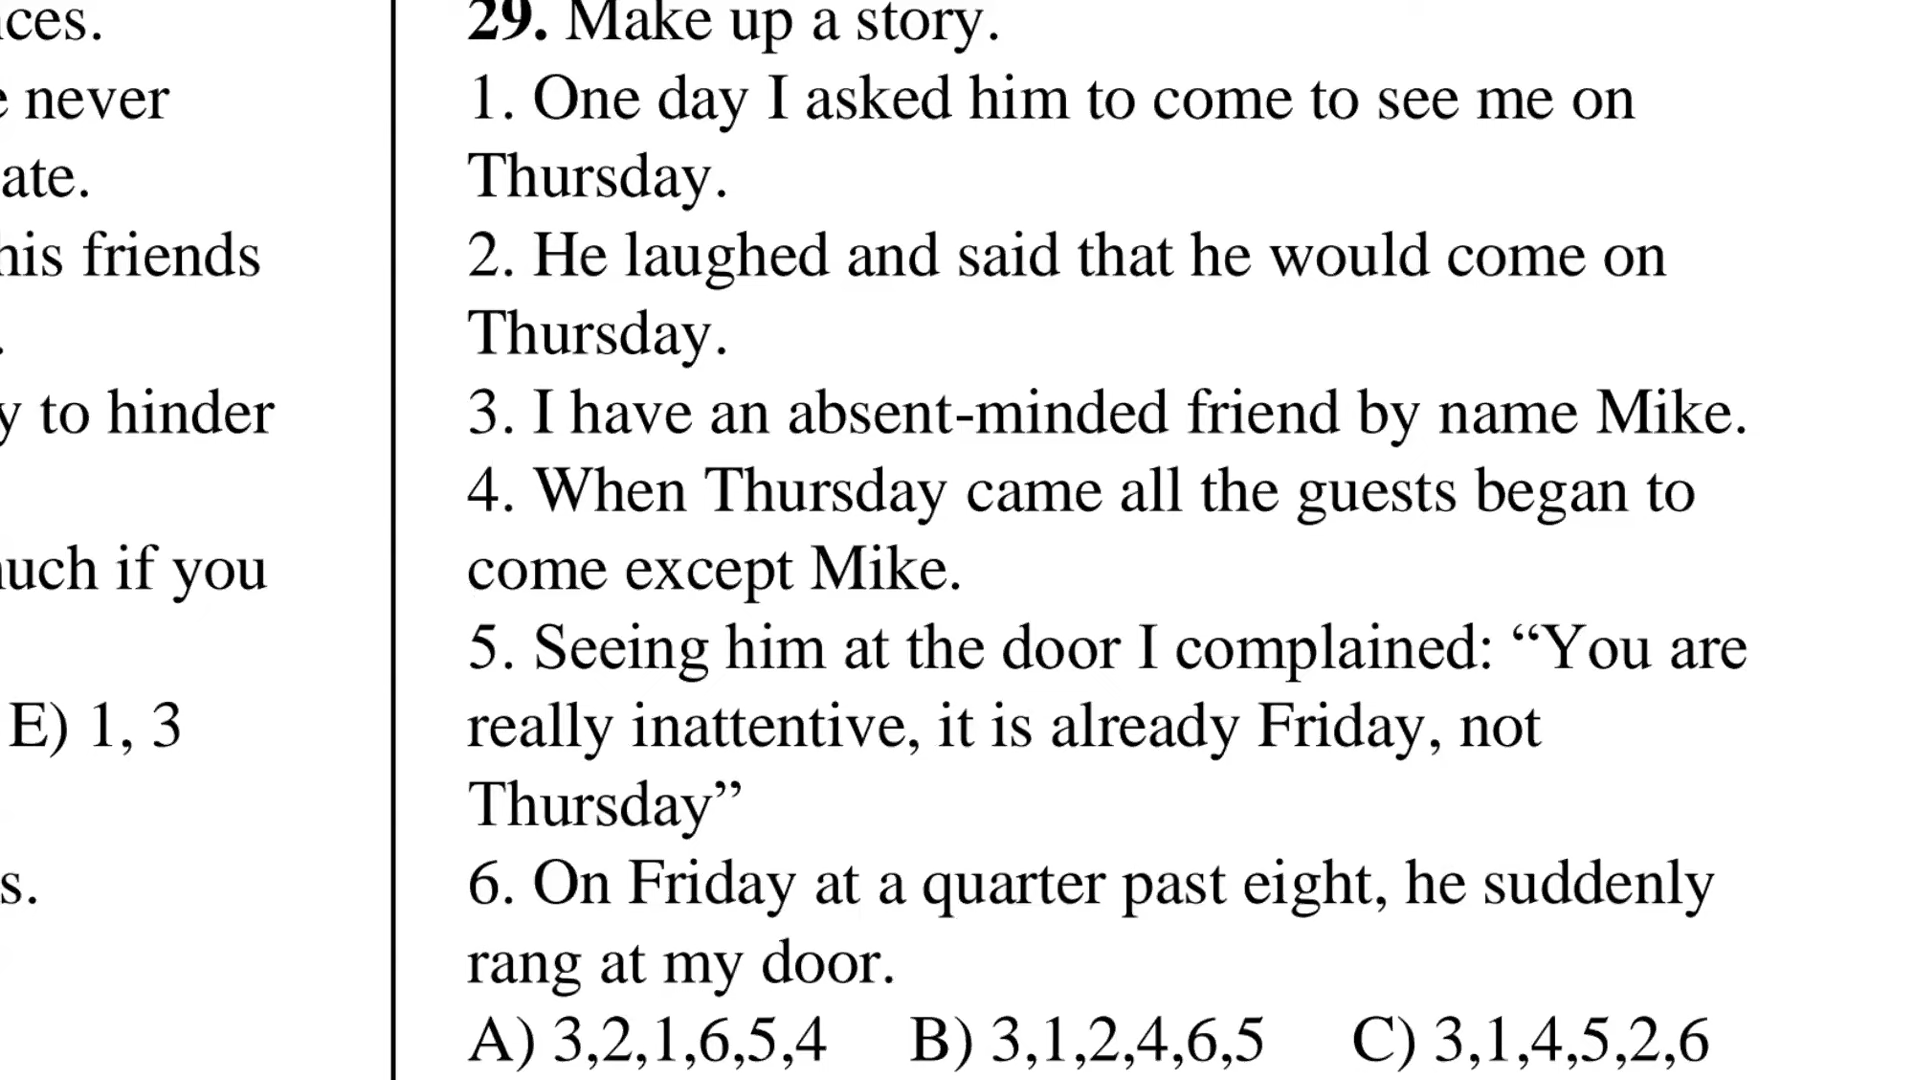 ces.
never
ate.
his friends
.
y to hinder
uch if you
E) 1, 3
s.
29. Make up a story.
1. One day I asked him to come to see me on
Thursday.
2. He laughed and said that he would come on
Thursday.
3. I have an absent-minded friend by name Mike.
4. When Thursday came all the guests began to
come except Mike.
5. Seeing him at the door I complained: “You are
really inattentive, it is already Friday, not
Thursday”
6. On Friday at a quarter past eight, he suddenly
rang at my door.
A) 3,2,1,6,5,4 B) 3,1,2,4,6,5 C) 3,1,4,5,2,6